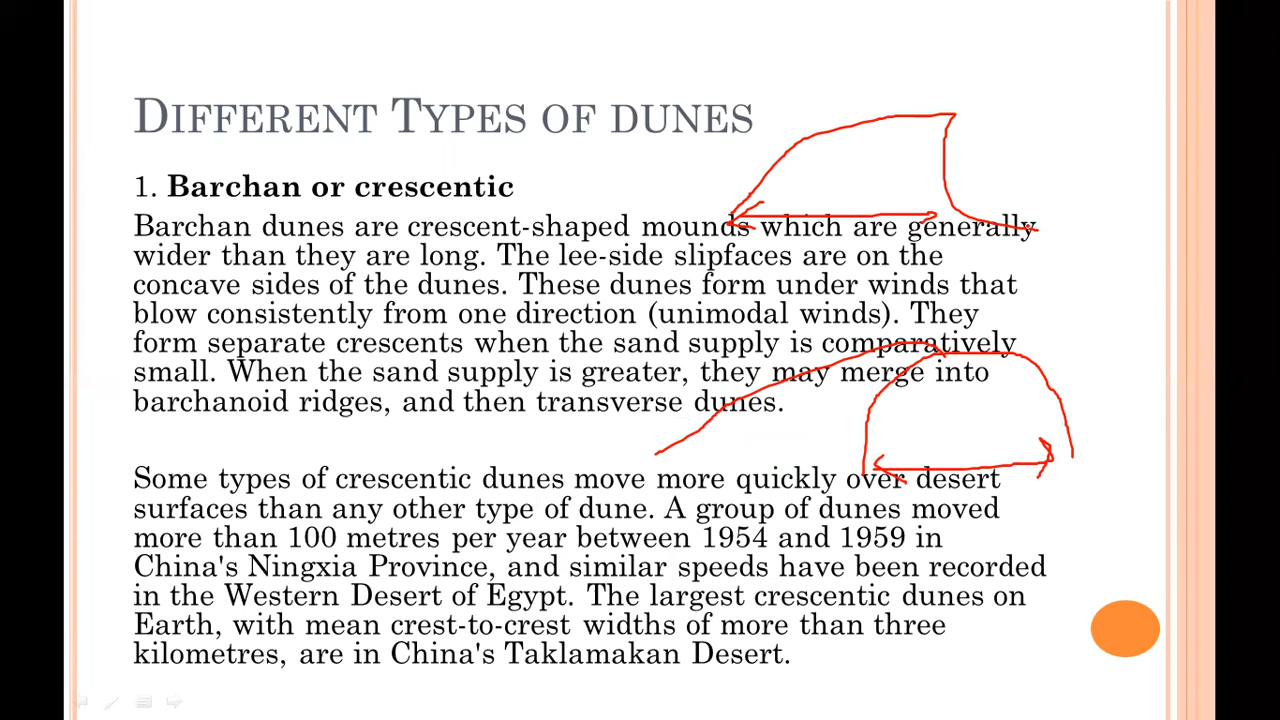 DIFFERENT TYPES OF DUNES
1. Barchan or crescentic
Barchan dunes are crescent-shaped mounds which are generally
wider than they are long. The lee-side slipfaces are on the
concave sides of the dunes. These dunes form under winds that
blow consistently from one direction (unimodal winds). They
form separate crescents when the sand supply is comparatively
small. When the sand supply is greater, they may merge into
barchanoid ridges, and then transverse dunes.
Some types of crescentic dunes move more quickly over desert
surfaces than any other type of dune. A group of dunes moved
more than 100 metres per year between 1954 and 1959 in
China's Ningxia Province, and similar speeds have been recorded
in the Western Desert of Egypt. The largest crescentic dunes on
Earth, with mean crest-to-crest widths of more than three
kilometres, are in China's Taklamakan Desert.